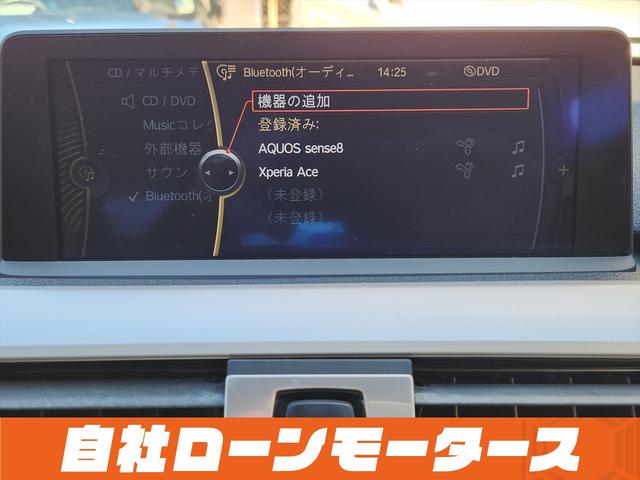 CD / マルチメデ
Bluetooth(オーディ...
14:25
DVD
CD / DVD
機器の追加
Musicコレ
登録済み:
外部機器
AQUOS sense8
サウン
Xperia Ace
Bluetooth(オ
(未登録)
(未登録)
自社ローンモータース